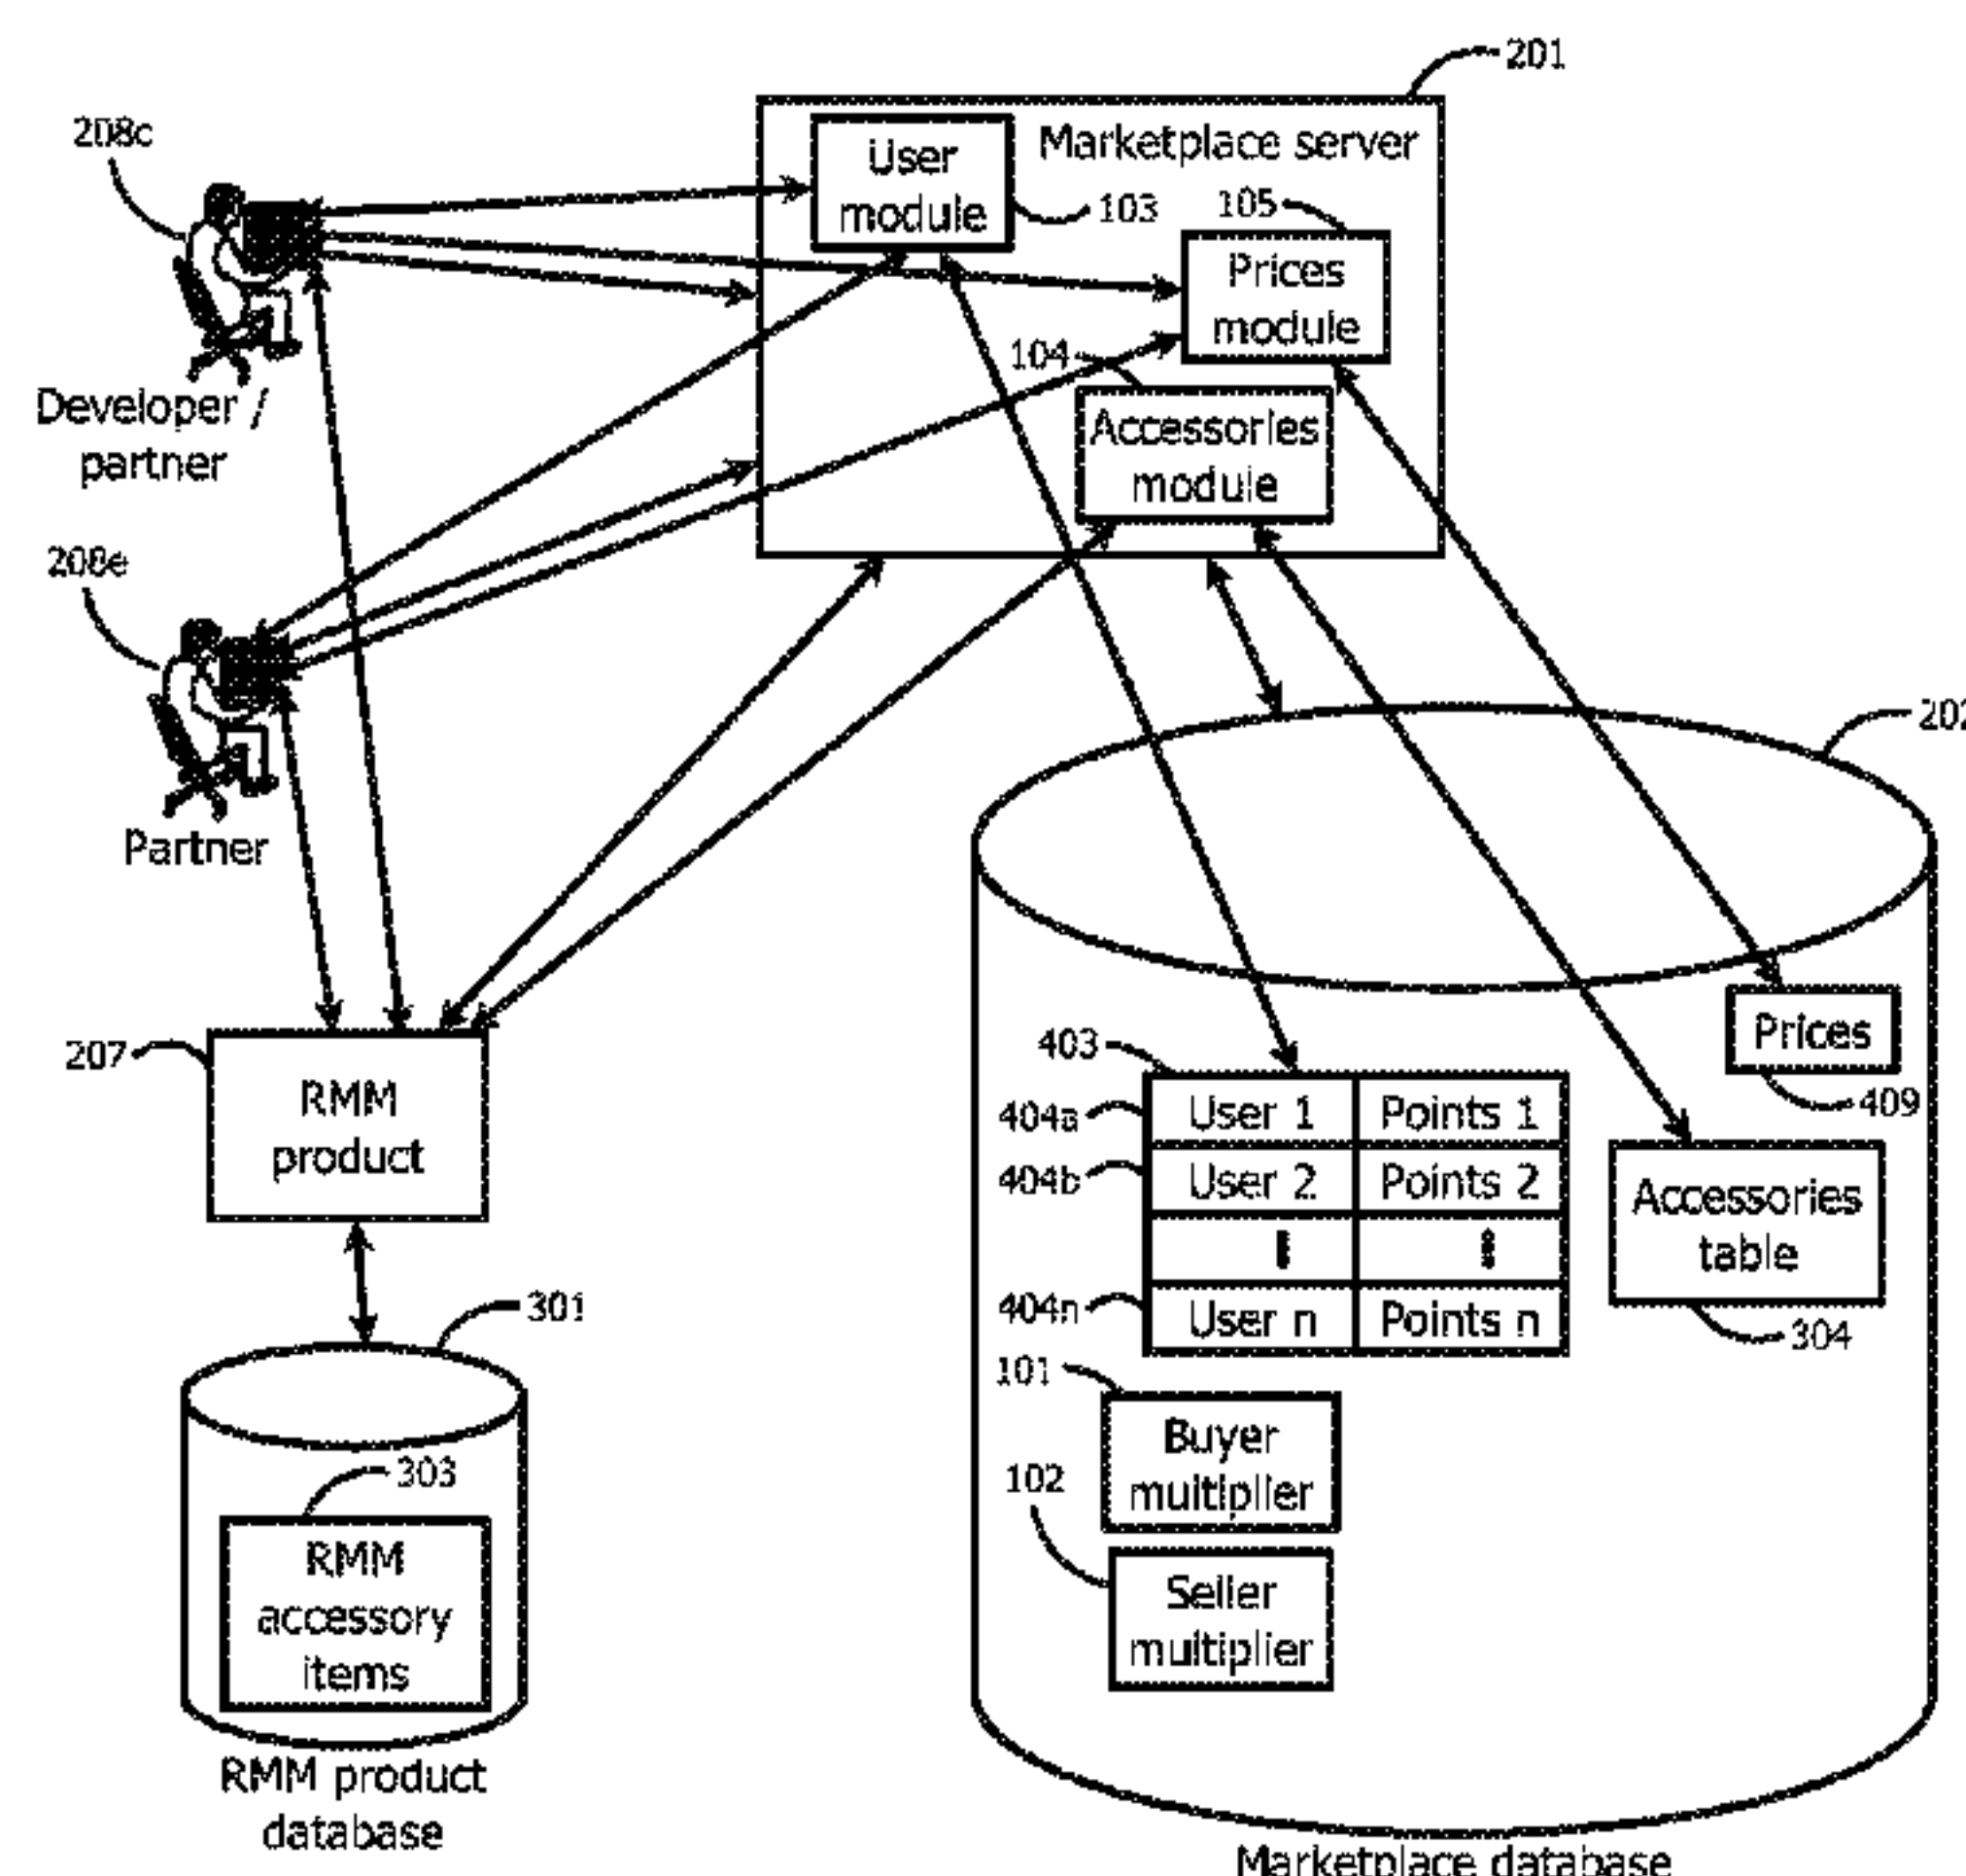 201
208c
User
module
Marketplace server
103
105
Prices
module
104
Accessories
module
Developer /
partner
208e
Partner
202
207
RMM
product
403
404a
User 1
Points 1
404b
User 2
Points 2
404n
User n
Points n
Prices
409
Accessories
table
304
301
303
RMM
accessory
items
RMM product
database
101
Buyer
multiplier
102
Seller
multiplier
Marketplace database